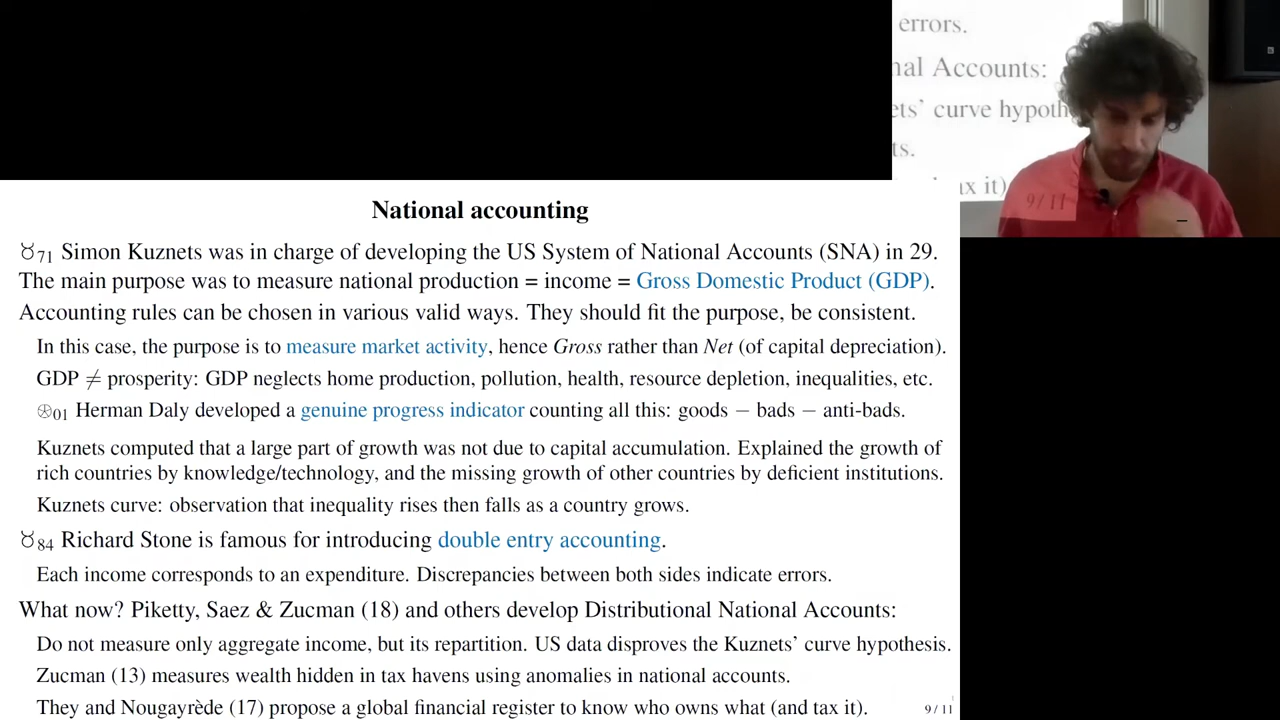 errors.
nal Accounts:
ets' curve hypoth
ts.
ax it)
9/11
National accounting
♉71 Simon Kuznets was in charge of developing the US System of National Accounts (SNA) in 29.
The main purpose was to measure national production = income = Gross Domestic Product (GDP).
Accounting rules can be chosen in various valid ways. They should fit the purpose, be consistent.
In this case, the purpose is to measure market activity, hence Gross rather than Net (of capital depreciation).
GDP ≠ prosperity: GDP neglects home production, pollution, health, resource depletion, inequalities, etc.
⊛01 Herman Daly developed a genuine progress indicator counting all this: goods − bads − anti-bads.
Kuznets computed that a large part of growth was not due to capital accumulation. Explained the growth of
rich countries by knowledge/technology, and the missing growth of other countries by deficient institutions.
Kuznets curve: observation that inequality rises then falls as a country grows.
♉84 Richard Stone is famous for introducing double entry accounting.
Each income corresponds to an expenditure. Discrepancies between both sides indicate errors.
What now? Piketty, Saez & Zucman (18) and others develop Distributional National Accounts:
Do not measure only aggregate income, but its repartition. US data disproves the Kuznets' curve hypothesis.
Zucman (13) measures wealth hidden in tax havens using anomalies in national accounts.
They and Nougayrède (17) propose a global financial register to know who owns what (and tax it).
9 / 11